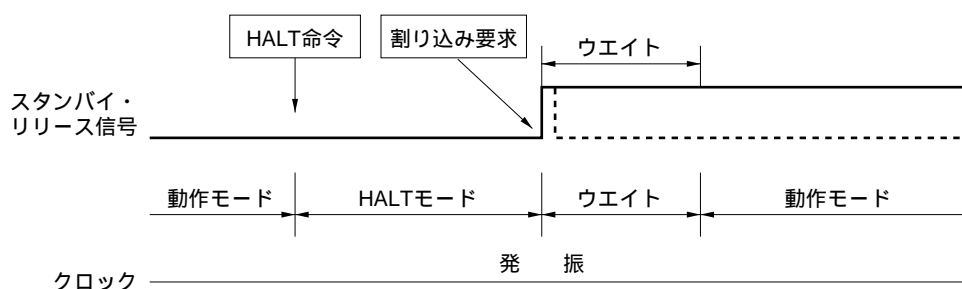 HALT命令
割り込み要求
ウエイト
スタンバイ・
リリース信号
動作モード
HALTモード
ウエイト
動作モード
発 振
クロック